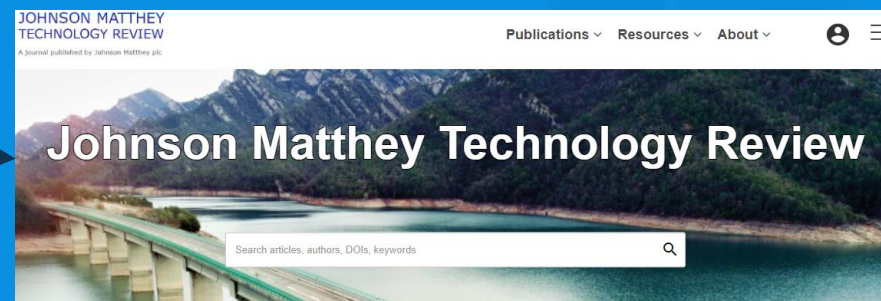 JOHNSON MATTHEY
TECHNOLOGY REVIEW
A journal published by Johnson Matthey plc
Publications Resources About
Johnson Matthey Technology Review
Search articles, authors, DOIs, keywords